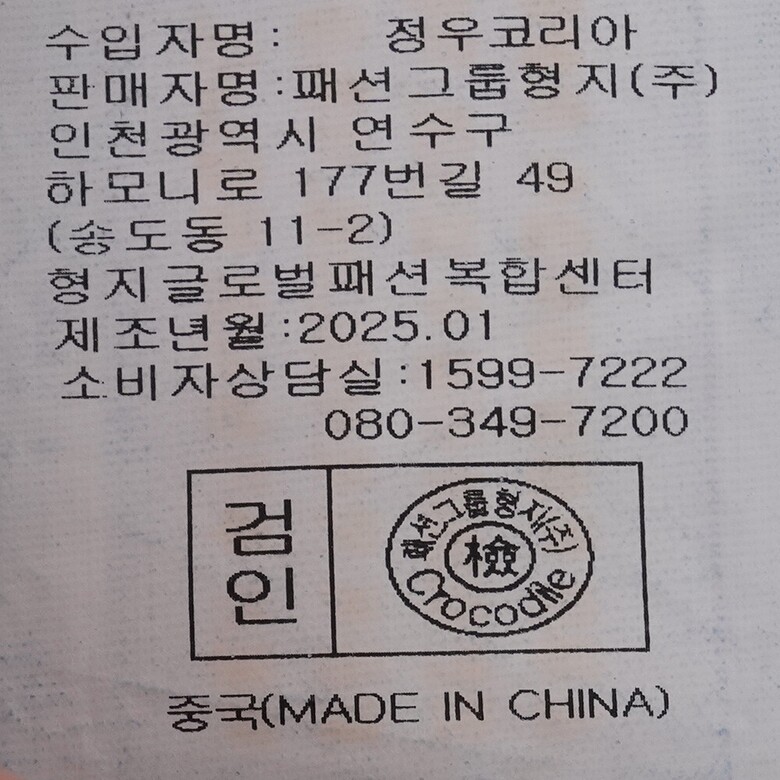 수입자명: 정우코리아
판매자명:패션그룹형지(주)
인천광역시 연수구
하모니로 177번길 49
(송도동 11-2)
형지글로벌패션복합센터
제조년월:2025.01
소비자상담실:1599-7222
080-349-7200
검인
패션그룹형지(주)
檢
Crocodile
중국(MADE IN CHINA)